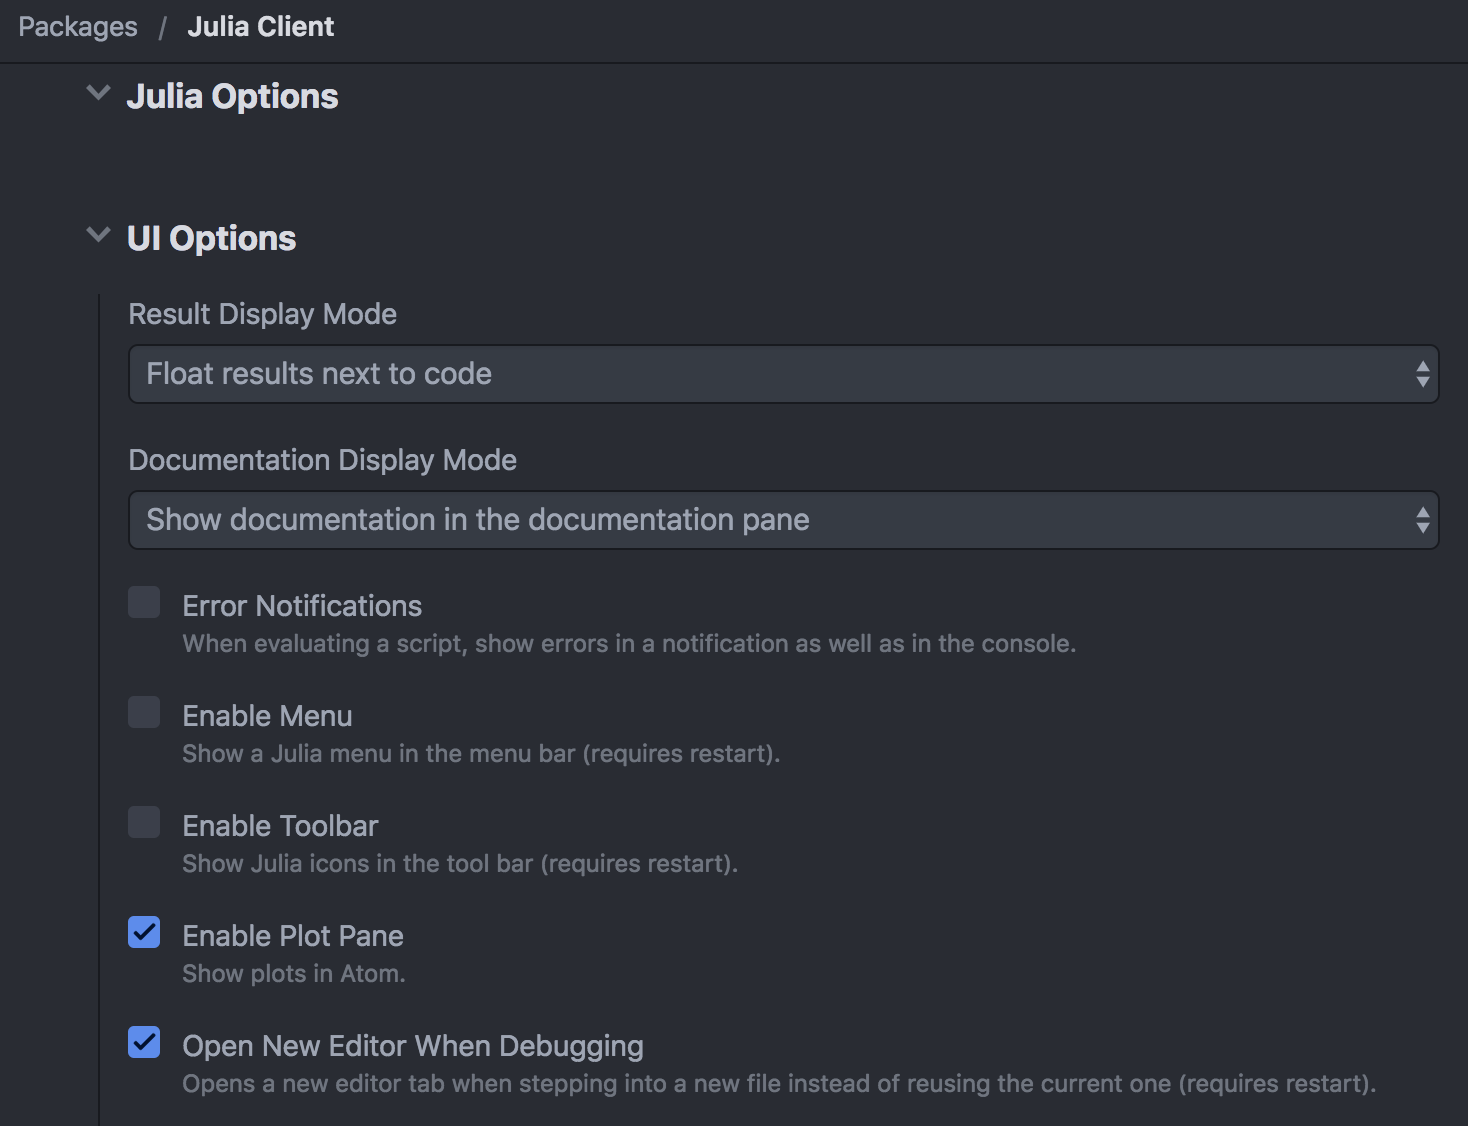 Packages / Julia Client
Julia Options
UI Options
Result Display Mode
Float results next to code
Documentation Display Mode
Show documentation in the documentation pane
Error Notifications
When evaluating a script, show errors in a notification as well as in the console.
Enable Menu
Show a Julia menu in the menu bar (requires restart).
Enable Toolbar
Show Julia icons in the tool bar (requires restart).
Enable Plot Pane
Show plots in Atom.
Open New Editor When Debugging
Opens a new editor tab when stepping into a new file instead of reusing the current one (requires restart).